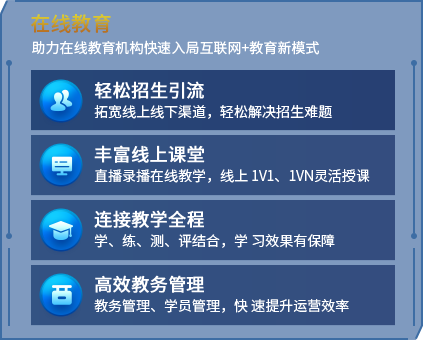 在线教育
助力在线教育机构快速入局互联网+教育新模式
轻松招生引流
拓宽线上线下渠道，轻松解决招生难题
丰富线上课堂
直播录播在线教学，线上 1V1、1VN灵活授课
连接教学全程
学、练、测、评结合，学 习效果有保障
高效教务管理
教务管理、学员管理，快 速提升运营效率